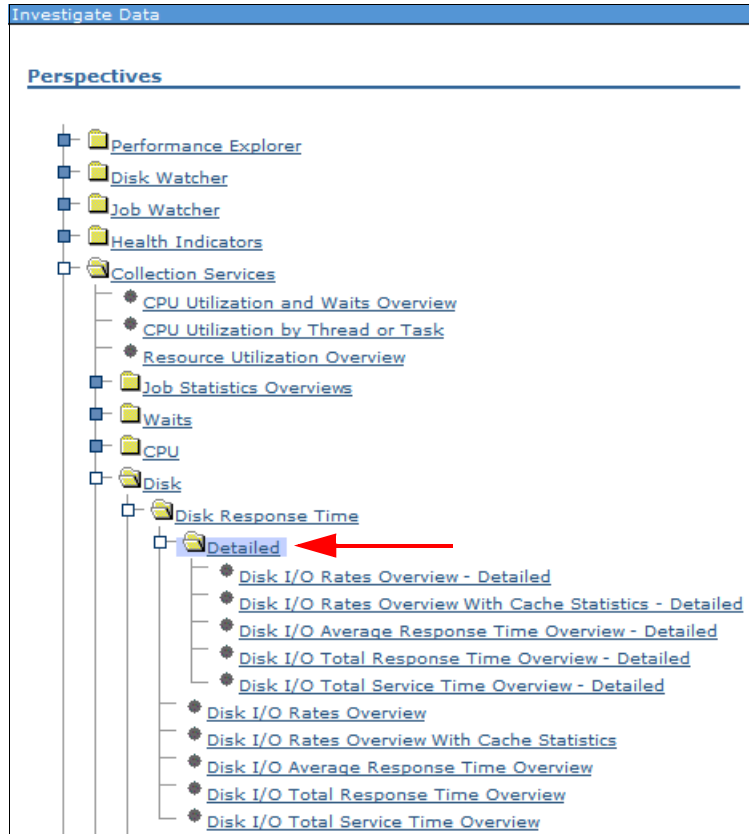 Investigate Data
Perspectives
Performance Explorer
Disk Watcher
Job Watcher
Health Indicators
Collection Services
CPU Utilization and Waits Overview
CPU Utilization by Thread or Task
Resource Utilization Overview
Job Statistics Overviews
Waits
CPU
Disk
Disk Response Time
Detailed
Disk I/O Rates Overview - Detailed
Disk I/O Rates Overview With Cache Statistics - Detailed
Disk I/O Average Response Time Overview - Detailed
Disk I/O Total Response Time Overview - Detailed
Disk I/O Total Service Time Overview - Detailed
Disk I/O Rates Overview
Disk I/O Rates Overview With Cache Statistics
Disk I/O Average Response Time Overview
Disk I/O Total Response Time Overview
Disk I/O Total Service Time Overview